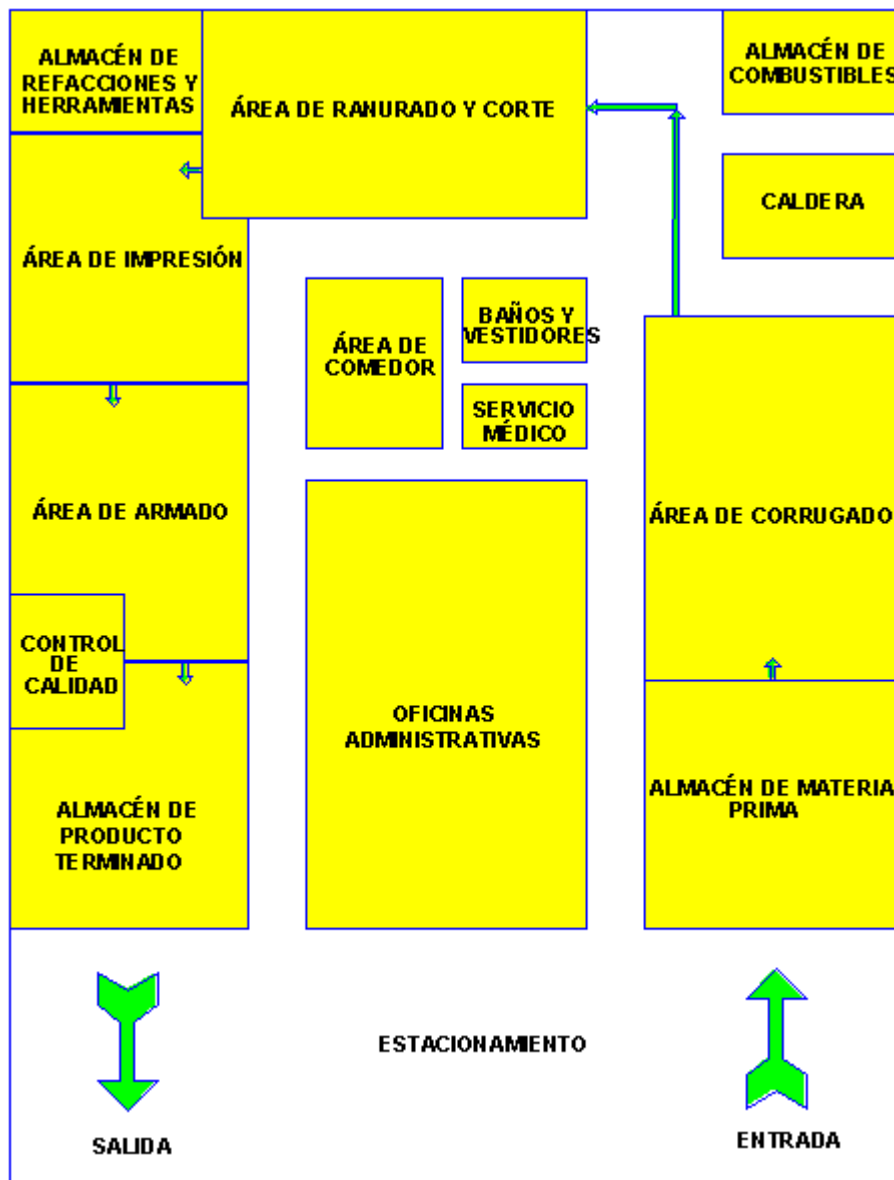 ALMACÉN DE
REFACCIONES Y
HERRAMIENTAS
ÁREA DE RANURADO Y CORTE
ALMACÉN DE
COMBUSTIBLES
CALDERA
ÁREA DE IMPRESIÓN
ÁREA DE
COMEDOR
BAÑOS Y
VESTIDORES
SERVICIO
MÉDICO
ÁREA DE ARMADO
ÁREA DE CORRUGADO
CONTROL
DE
CALIDAD
OFICINAS
ADMINISTRATIVAS
ALMACÉN DE MATERIA
PRIMA
ALMACÉN DE
PRODUCTO
TERMINADO
ESTACIONAMIENTO
SALIDA
ENTRADA